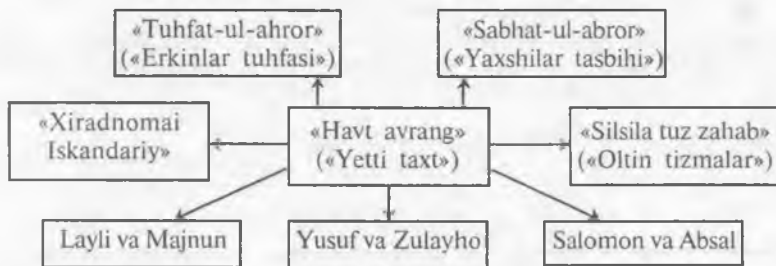 «Tuhfat-ul-ahror»
(«Erkinlar tuhfasi»)
«Sabhat-ul-abror»
(«Yaxshilar tasbihi»)
«Xiradnomai
Iskandariy»
«Havt avrang»
(«Yetti taxt»)
«Silsila tuz zahab»
(«Oltin tizmalar»)
Layli va Majnun
Yusuf va Zulayho
Salomon va Absal